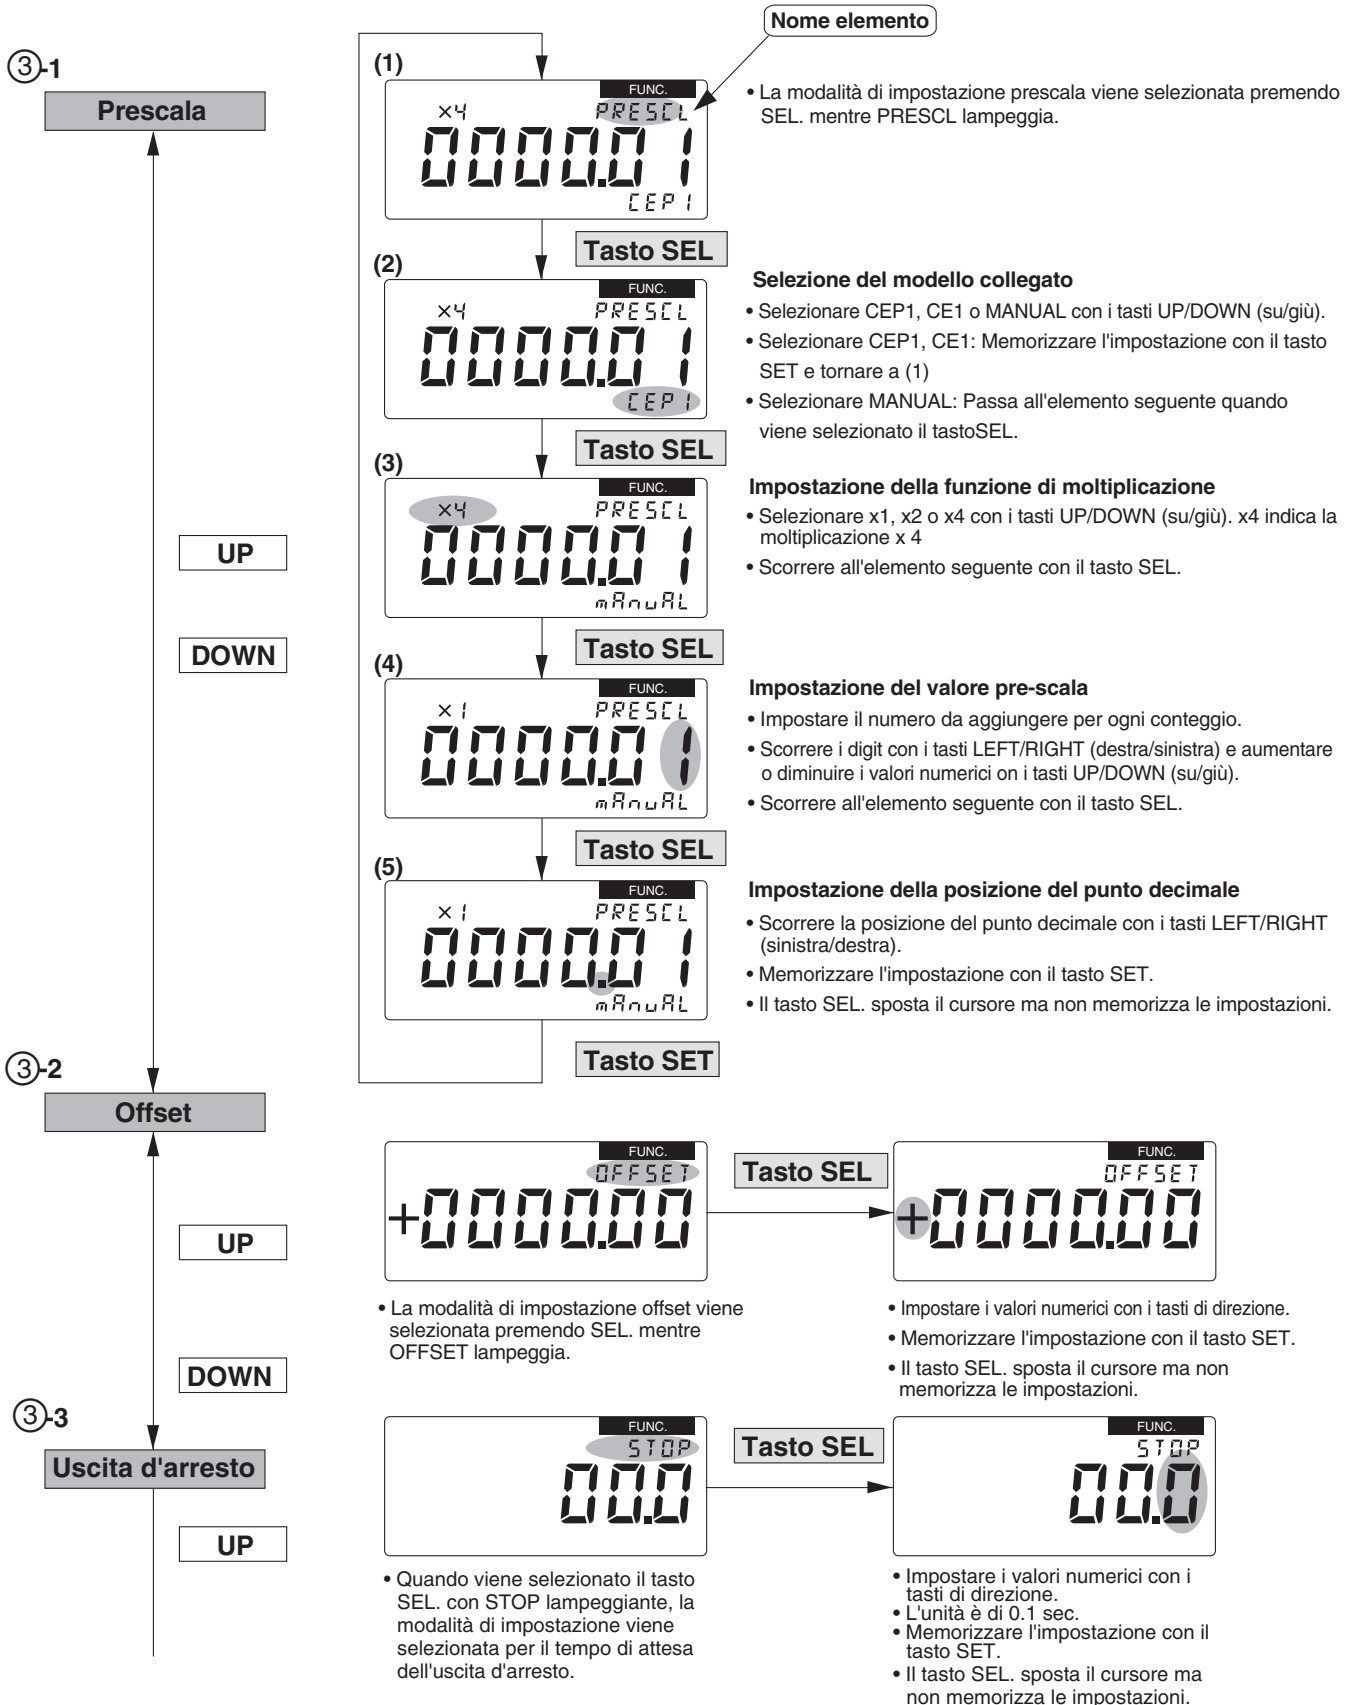 Nome elemento
③-1
Prescala
(1)
FUNC.
×4 PRESCL
0000.01
CEP1
• La modalità di impostazione prescala viene selezionata premendo
SEL. mentre PRESCL lampeggia.
Tasto SEL
(2)
FUNC.
×4 PRESCL
0000.01
CEP1
Selezione del modello collegato
• Selezionare CEP1, CE1 o MANUAL con i tasti UP/DOWN (su/giù).
• Selezionare CEP1, CE1: Memorizzare l'impostazione con il tasto
SET e tornare a (1)
• Selezionare MANUAL: Passa all'elemento seguente quando
viene selezionato il tastoSEL.
Tasto SEL
(3)
FUNC.
×4 PRESCL
0000.01
mAnuAL
Impostazione della funzione di moltiplicazione
• Selezionare x1, x2 o x4 con i tasti UP/DOWN (su/giù). x4 indica la
moltiplicazione x 4
• Scorrere all'elemento seguente con il tasto SEL.
UP
DOWN
Tasto SEL
(4)
FUNC.
×1 PRESCL
0000.01
mAnuAL
Impostazione del valore pre-scala
• Impostare il numero da aggiungere per ogni conteggio.
• Scorrere i digit con i tasti LEFT/RIGHT (destra/sinistra) e aumentare
o diminuire i valori numerici on i tasti UP/DOWN (su/giù).
• Scorrere all'elemento seguente con il tasto SEL.
Tasto SEL
(5)
FUNC.
×1 PRESCL
0000.01
mAnuAL
Impostazione della posizione del punto decimale
• Scorrere la posizione del punto decimale con i tasti LEFT/RIGHT
(sinistra/destra).
• Memorizzare l'impostazione con il tasto SET.
• Il tasto SEL. sposta il cursore ma non memorizza le impostazioni.
Tasto SET
③-2
Offset
FUNC.
OFFSET
+0000.00
Tasto SEL
FUNC.
OFFSET
+0000.00
UP
DOWN
• La modalità di impostazione offset viene
selezionata premendo SEL. mentre
OFFSET lampeggia.
• Impostare i valori numerici con i tasti di direzione.
• Memorizzare l'impostazione con il tasto SET.
• Il tasto SEL. sposta il cursore ma non
memorizza le impostazioni.
③-3
Uscita d'arresto
FUNC.
STOP
00.0
Tasto SEL
FUNC.
STOP
00.0
UP
• Quando viene selezionato il tasto
SEL. con STOP lampeggiante, la
modalità di impostazione viene
selezionata per il tempo di attesa
dell'uscita d'arresto.
• Impostare i valori numerici con i
tasti di direzione.
• L'unità è di 0.1 sec.
• Memorizzare l'impostazione con il
tasto SET.
• Il tasto SEL. sposta il cursore ma
non memorizza le impostazioni.